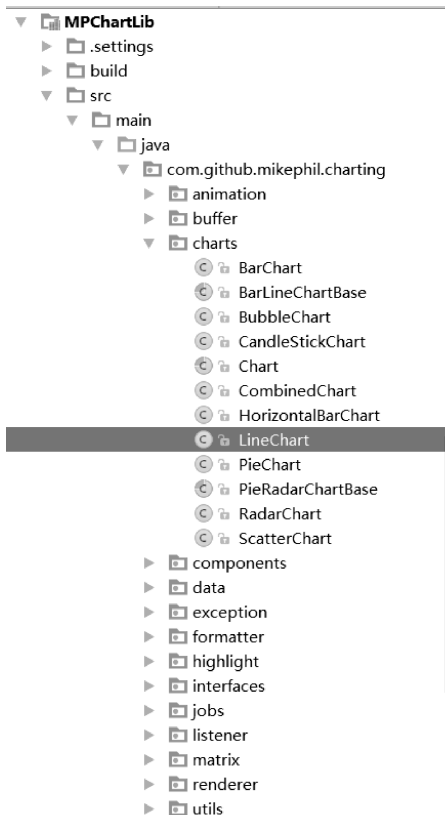 MPChartLib
.settings
build
src
main
java
com.github.mikephil.charting
animation
buffer
charts
BarChart
BarLineChartBase
BubbleChart
CandleStickChart
Chart
CombinedChart
HorizontalBarChart
LineChart
PieChart
PieRadarChartBase
RadarChart
ScatterChart
components
data
exception
formatter
highlight
interfaces
jobs
listener
matrix
renderer
utils